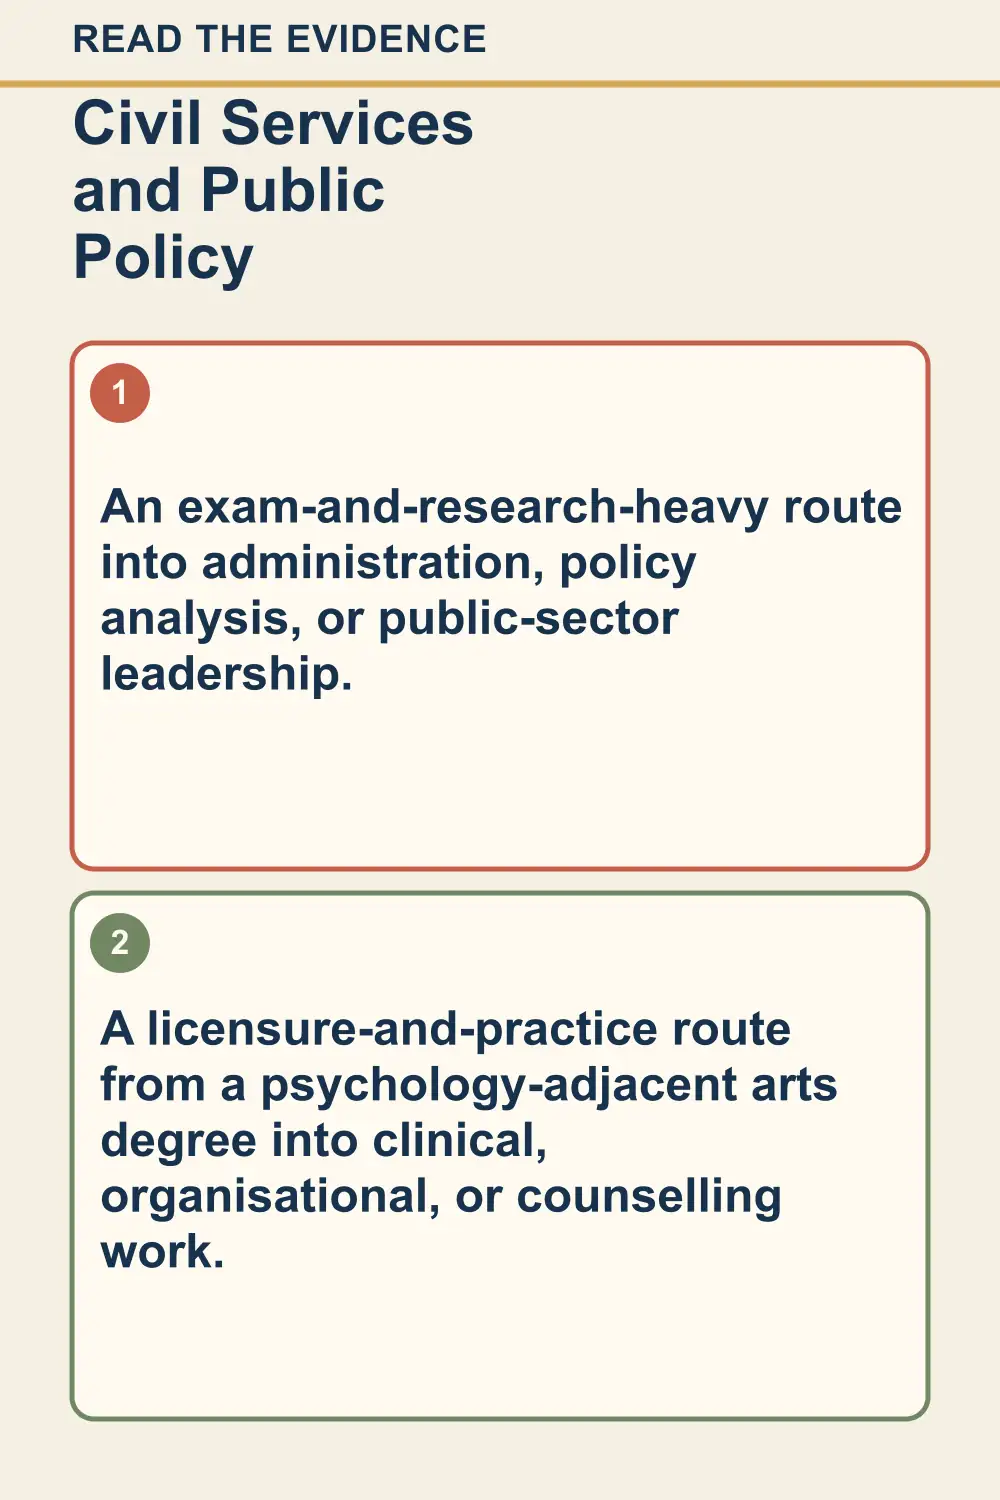 READ THE EVIDENCE
Civil Services
and Public
Policy
1
An exam-and-research-heavy route
into administration, policy
analysis, or public-sector
leadership.
2
A licensure-and-practice route
from a psychology-adjacent arts
degree into clinical,
organisational, or counselling
work.